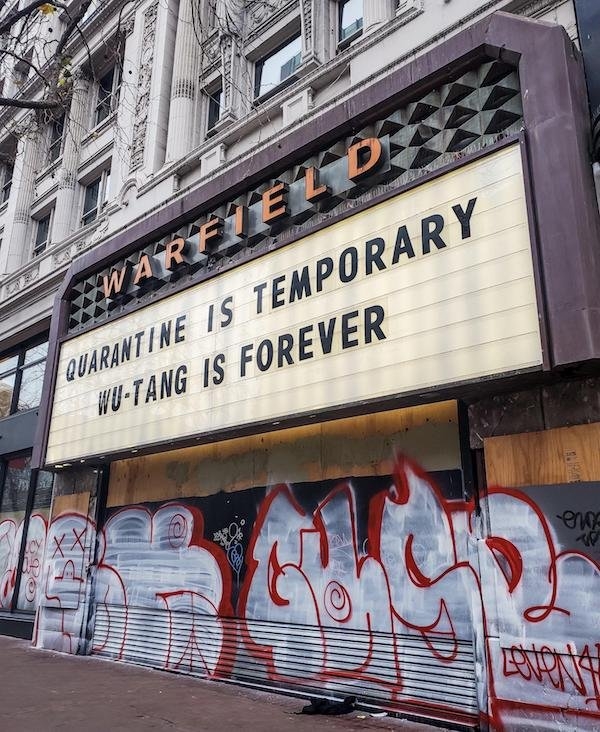 WARFIELD
QUARANTINE IS TEMPORARY
WU-TANG IS FOREVER